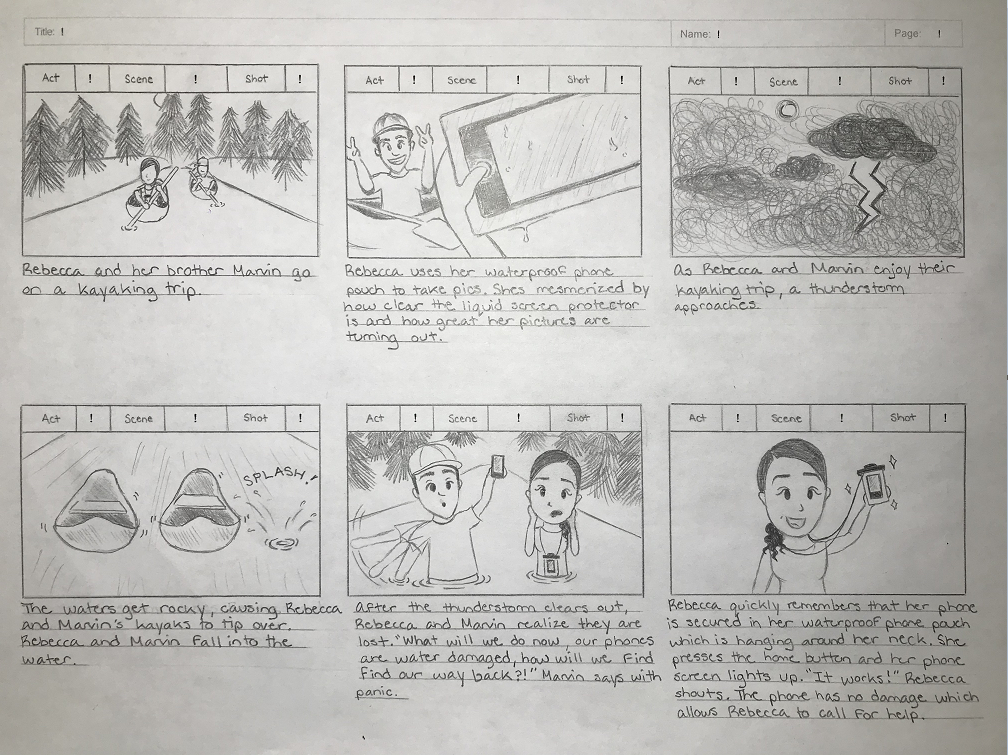 Title: !
Name: !
Page: !
Act ! Scene ! Shot !
Rebecca and her brother Marvin go
on a kayaking trip.
Act ! Scene ! Shot !
Rebecca uses her waterproof phone
pouch to take pics. Shes mesmerized by
how clear the liquid screen protector
is and how great her pictures are
turning out.
Act ! Scene ! Shot !
As Rebecca and Marvin enjoy their
kayaking trip, a thunderstorm
approaches.
Act ! Scene ! Shot !
SPLASH!
The waters get rocky, causing Rebecca
and Marvin's kayaks to tip over.
Rebecca and Marvin fall into the
water.
Act ! Scene ! Shot !
After the thunderstorm clears out,
Rebecca and Marvin realize they are
lost. "What will we do now, our phones
are water damaged, how will we find
find our way back?!" Marvin says with
panic.
Act ! Scene ! Shot !
Rebecca quickly remembers that her phone
is secured in her waterproof phone pouch
which is hanging around her neck. She
presses the home button and her phone
screen lights up. "It works!" Rebecca
shouts. The phone has no damage which
allows Rebecca to call for help.